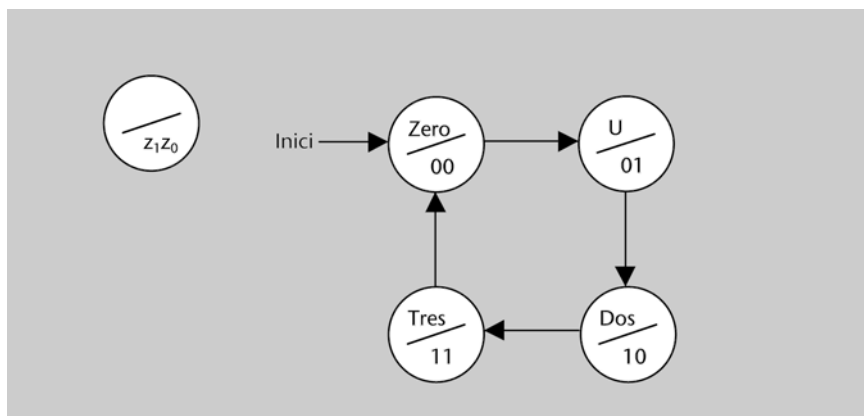 z₁z₀
Inici
Zero
00
U
01
Tres
11
Dos
10